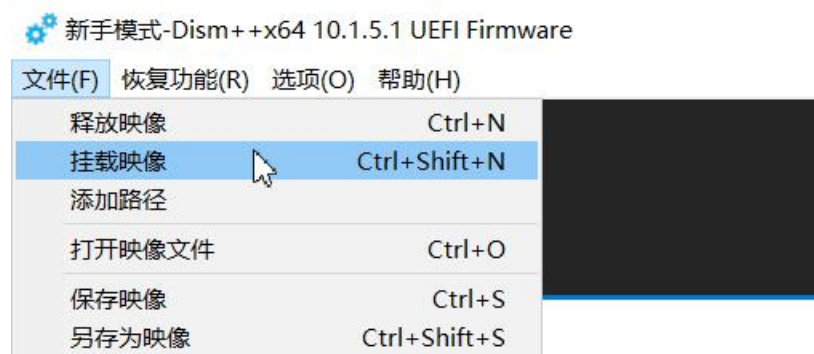 新手模式-Dism++x64 10.1.5.1 UEFI Firmware
文件(F) 恢复功能(R) 选项(O) 帮助(H)
释放映像 Ctrl+N
挂载映像 Ctrl+Shift+N
添加路径
打开映像文件 Ctrl+O
保存映像 Ctrl+S
另存为映像 Ctrl+Shift+S